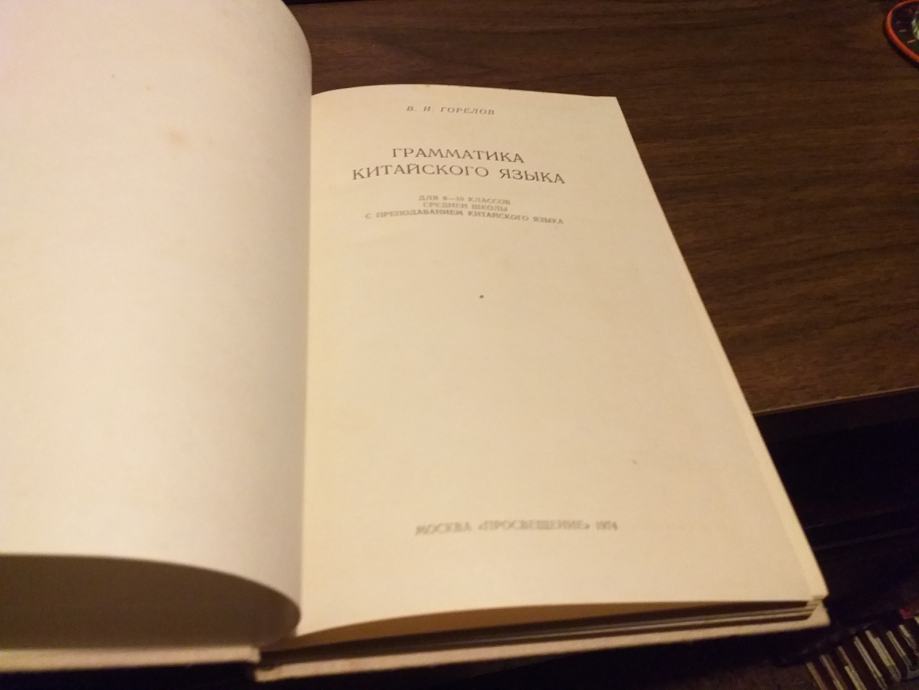 В. И. ГОРЕЛОВ
ГРАММАТИКА
КИТАЙСКОГО ЯЗЫКА
ДЛЯ 8—10 КЛАССОВ
СРЕДНЕЙ ШКОЛЫ
С ПРЕПОДАВАНИЕМ КИТАЙСКОГО ЯЗЫКА
МОСКВА «ПРОСВЕЩЕНИЕ» 1974